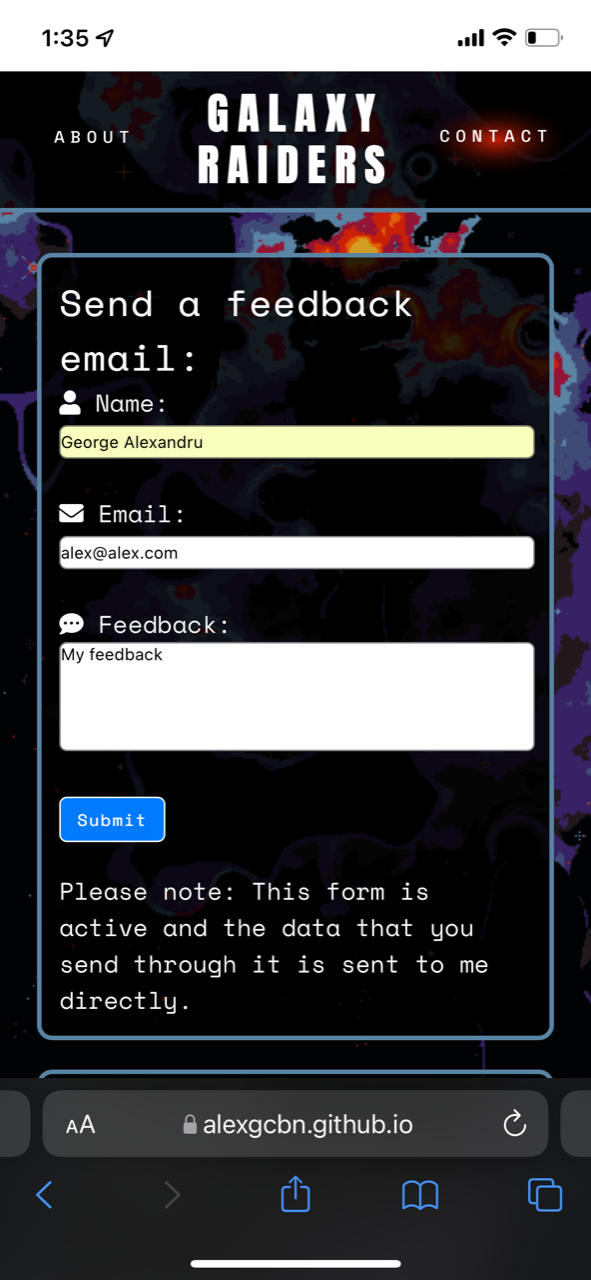 1:35
ABOUT
GALAXY
RAIDERS
CONTACT
Send a feedback
email:
Name:
George Alexandru
Email:
alex@alex.com
Feedback:
My feedback
Submit
Please note: This form is
active and the data that you
send through it is sent to me
directly.
AA
alexgcbn.github.io